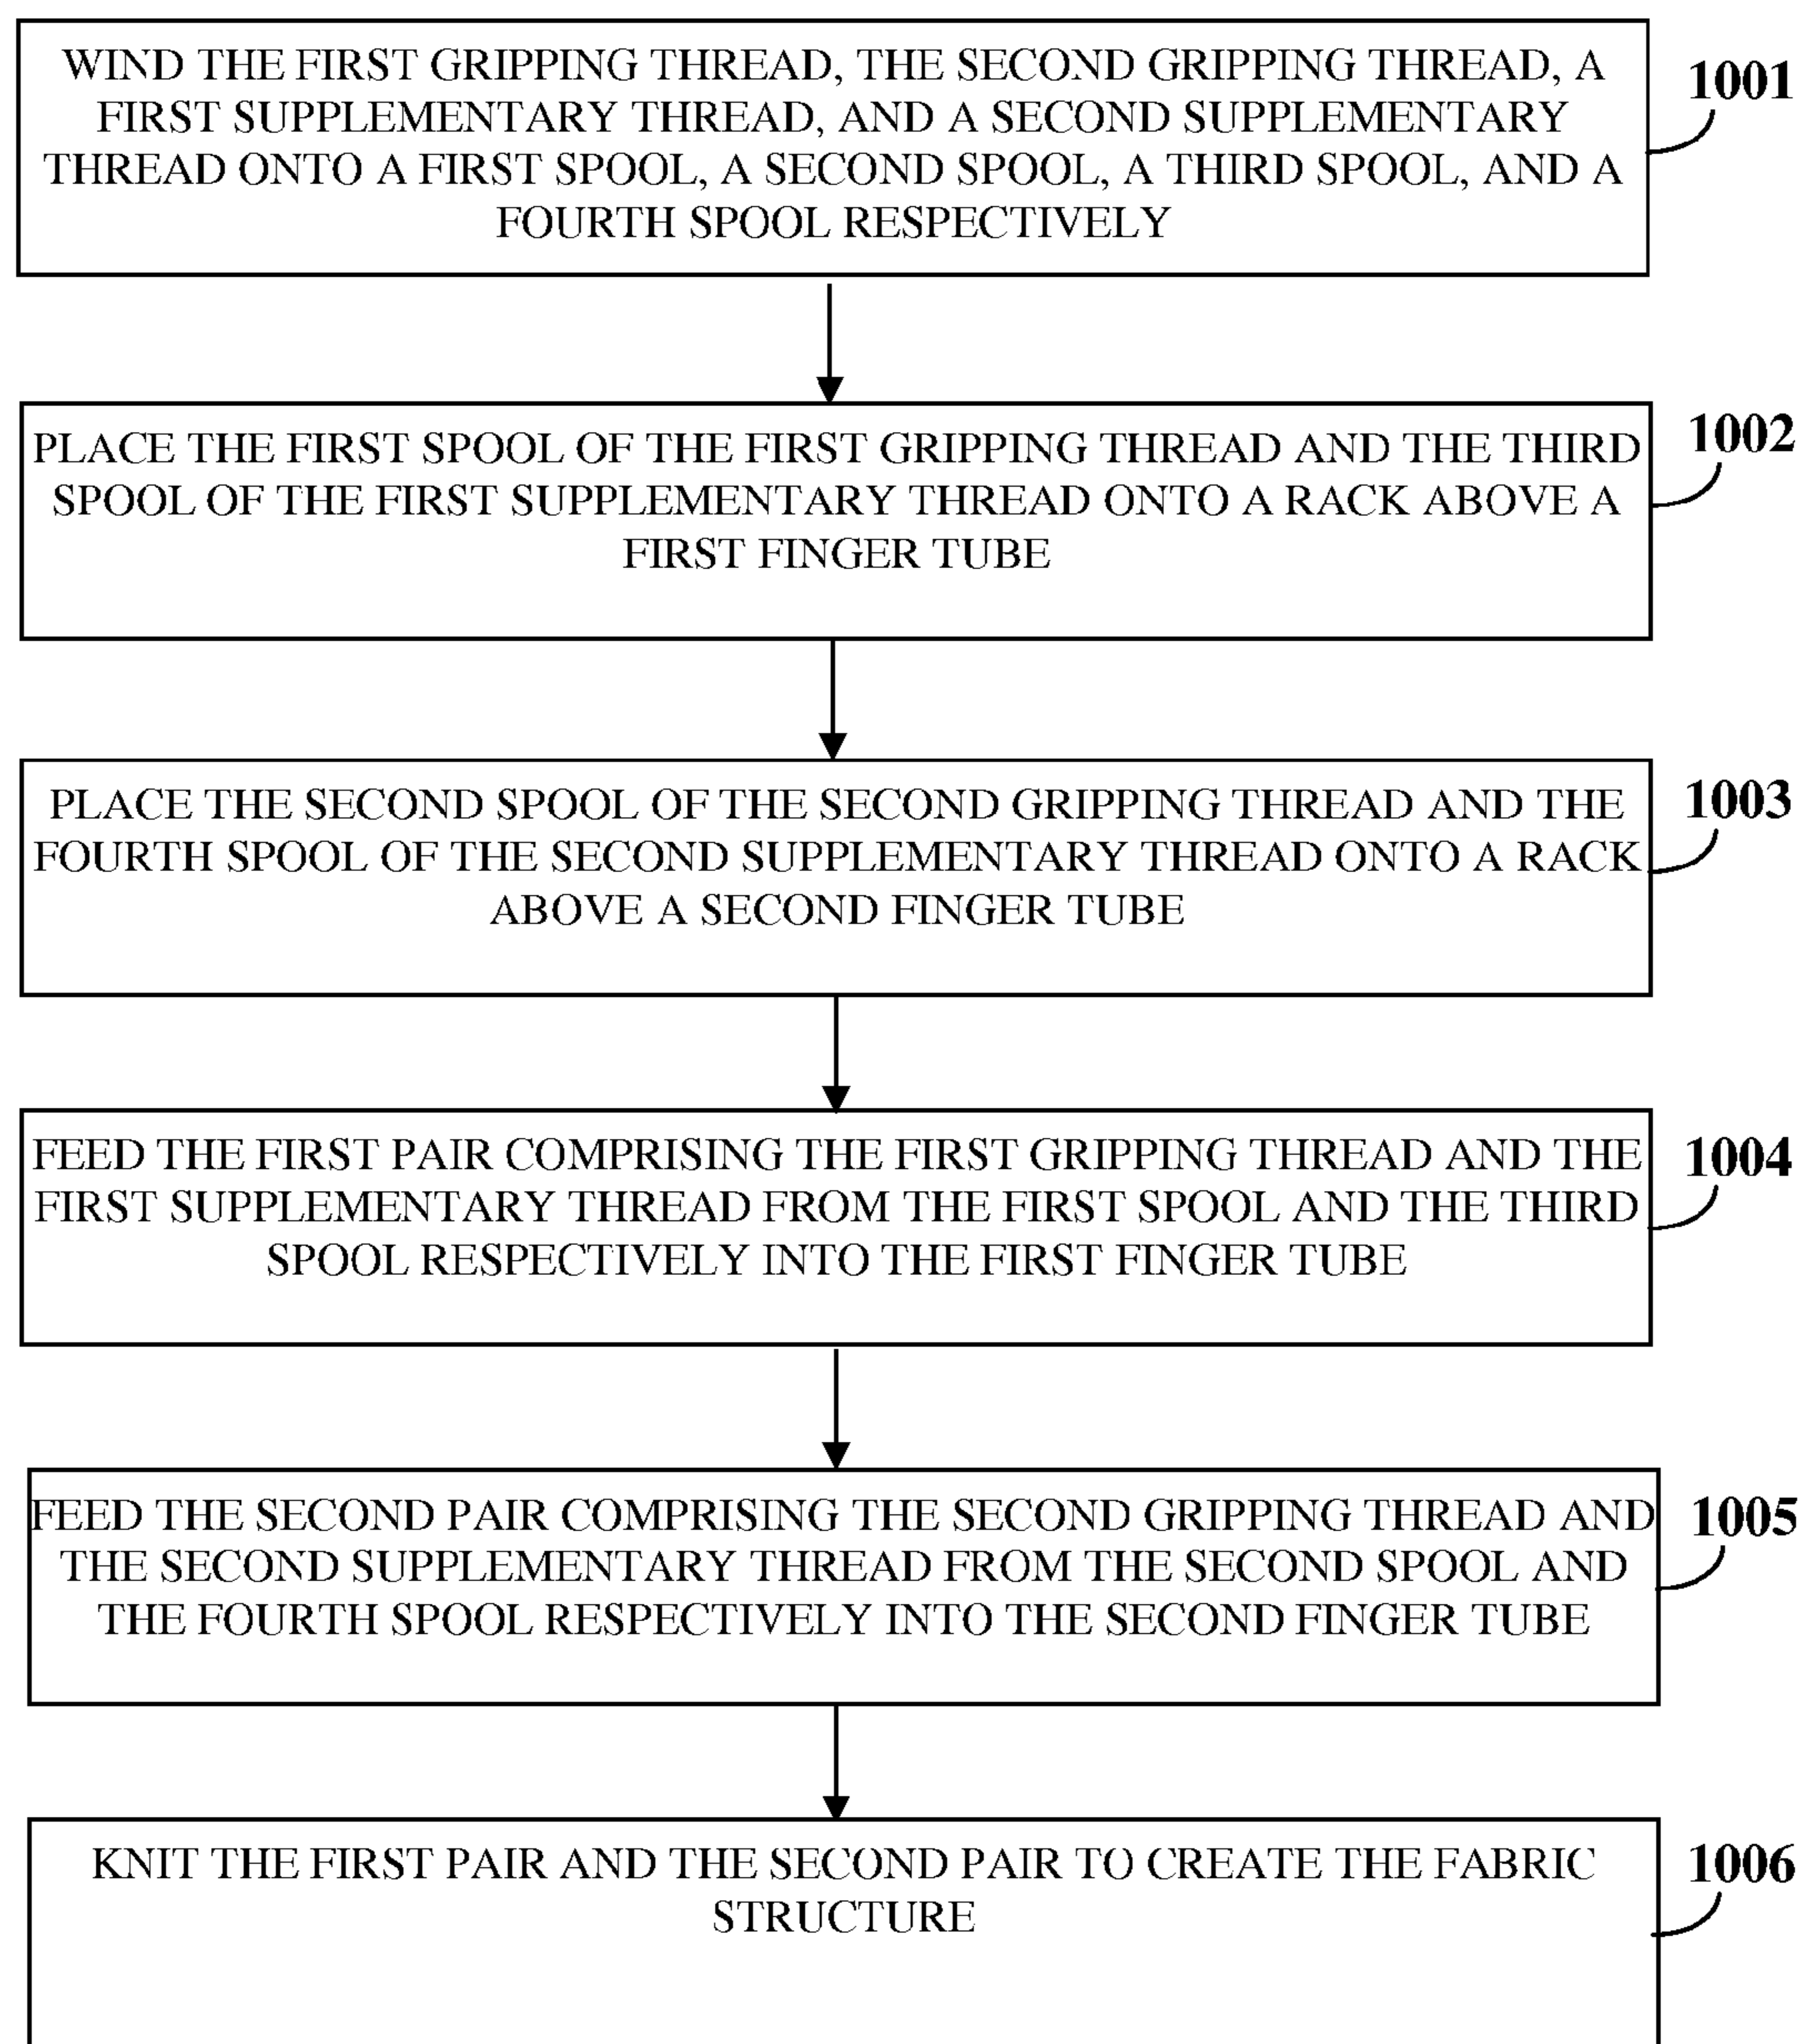 WIND THE FIRST GRIPPING THREAD, THE SECOND GRIPPING THREAD, A
FIRST SUPPLEMENTARY THREAD, AND A SECOND SUPPLEMENTARY
THREAD ONTO A FIRST SPOOL, A SECOND SPOOL, A THIRD SPOOL, AND A
FOURTH SPOOL RESPECTIVELY
1001
PLACE THE FIRST SPOOL OF THE FIRST GRIPPING THREAD AND THE THIRD
SPOOL OF THE FIRST SUPPLEMENTARY THREAD ONTO A RACK ABOVE A
FIRST FINGER TUBE
1002
PLACE THE SECOND SPOOL OF THE SECOND GRIPPING THREAD AND THE
FOURTH SPOOL OF THE SECOND SUPPLEMENTARY THREAD ONTO A RACK
ABOVE A SECOND FINGER TUBE
1003
FEED THE FIRST PAIR COMPRISING THE FIRST GRIPPING THREAD AND THE
FIRST SUPPLEMENTARY THREAD FROM THE FIRST SPOOL AND THE THIRD
SPOOL RESPECTIVELY INTO THE FIRST FINGER TUBE
1004
FEED THE SECOND PAIR COMPRISING THE SECOND GRIPPING THREAD AND
THE SECOND SUPPLEMENTARY THREAD FROM THE SECOND SPOOL AND
THE FOURTH SPOOL RESPECTIVELY INTO THE SECOND FINGER TUBE
1005
KNIT THE FIRST PAIR AND THE SECOND PAIR TO CREATE THE FABRIC
STRUCTURE
1006